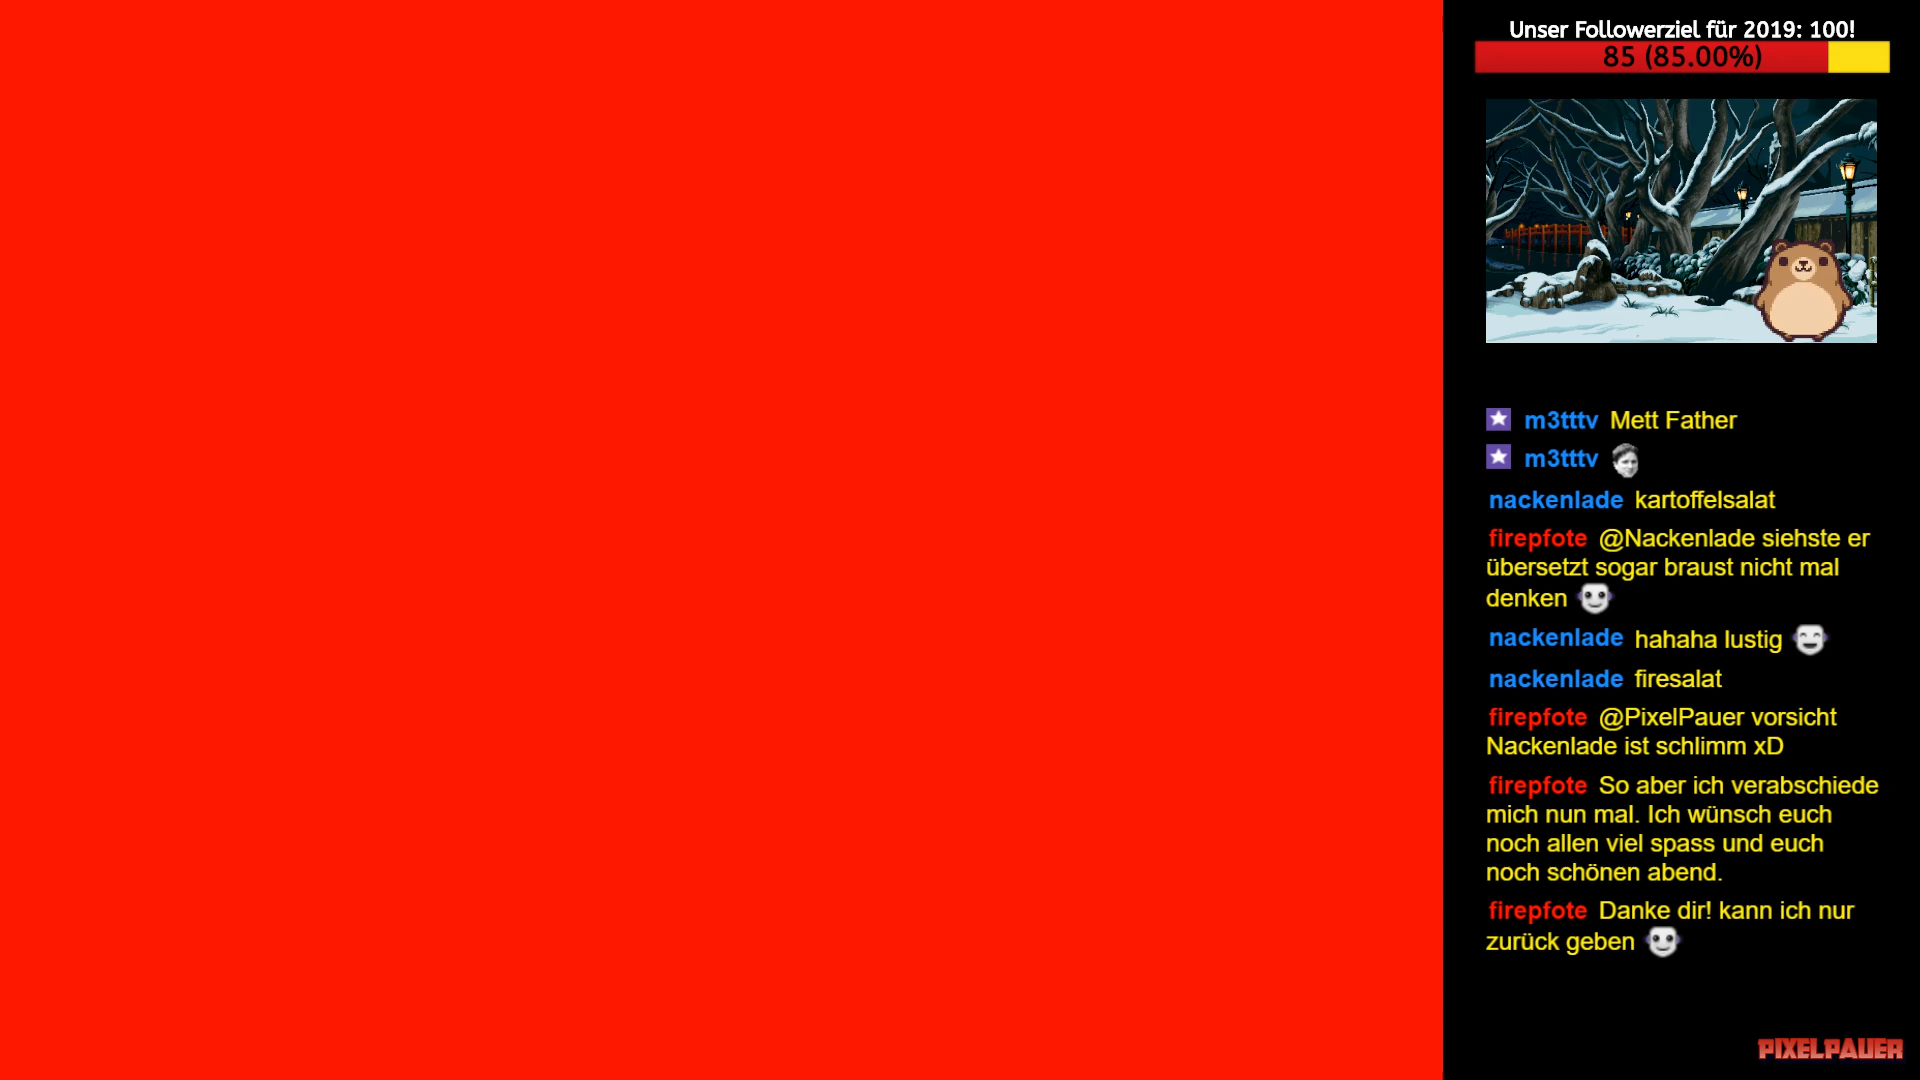 Unser Followerziel für 2019: 100!
85 (85.00%)
m3tttv Mett Father
m3tttv
nackenlade kartoffelsalat
firepfote @Nackenlade siehste er
übersetzt sogar braust nicht mal
denken
nackenlade hahaha lustig
nackenlade firesalat
firepfote @PixelPauer vorsicht
Nackenlade ist schlimm xD
firepfote So aber ich verabschiede
mich nun mal. Ich wünsch euch
noch allen viel spass und euch
noch schönen abend.
firepfote Danke dir! kann ich nur
zurück geben
PIXELPAUER